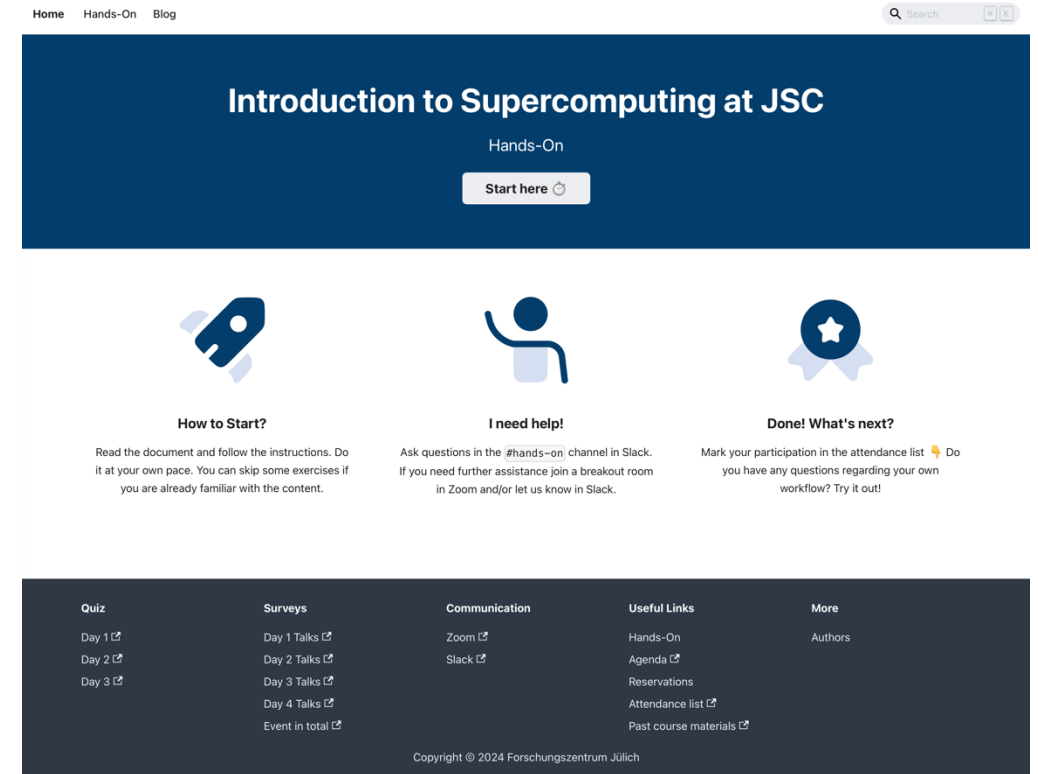 Home Hands-On Blog Search ⌘ K
Introduction to Supercomputing at JSC
Hands-On
Start here ⏱
How to Start?
Read the document and follow the instructions. Do
it at your own pace. You can skip some exercises if
you are already familiar with the content.
I need help!
Ask questions in the #hands-on channel in Slack.
If you need further assistance join a breakout room
in Zoom and/or let us know in Slack.
Done! What's next?
Mark your participation in the attendance list 👇 Do
you have any questions regarding your own
workflow? Try it out!
Quiz
Day 1
Day 2
Day 3
Surveys
Day 1 Talks
Day 2 Talks
Day 3 Talks
Day 4 Talks
Event in total
Communication
Zoom
Slack
Useful Links
Hands-On
Agenda
Reservations
Attendance list
Past course materials
More
Authors
Copyright © 2024 Forschungszentrum Jülich